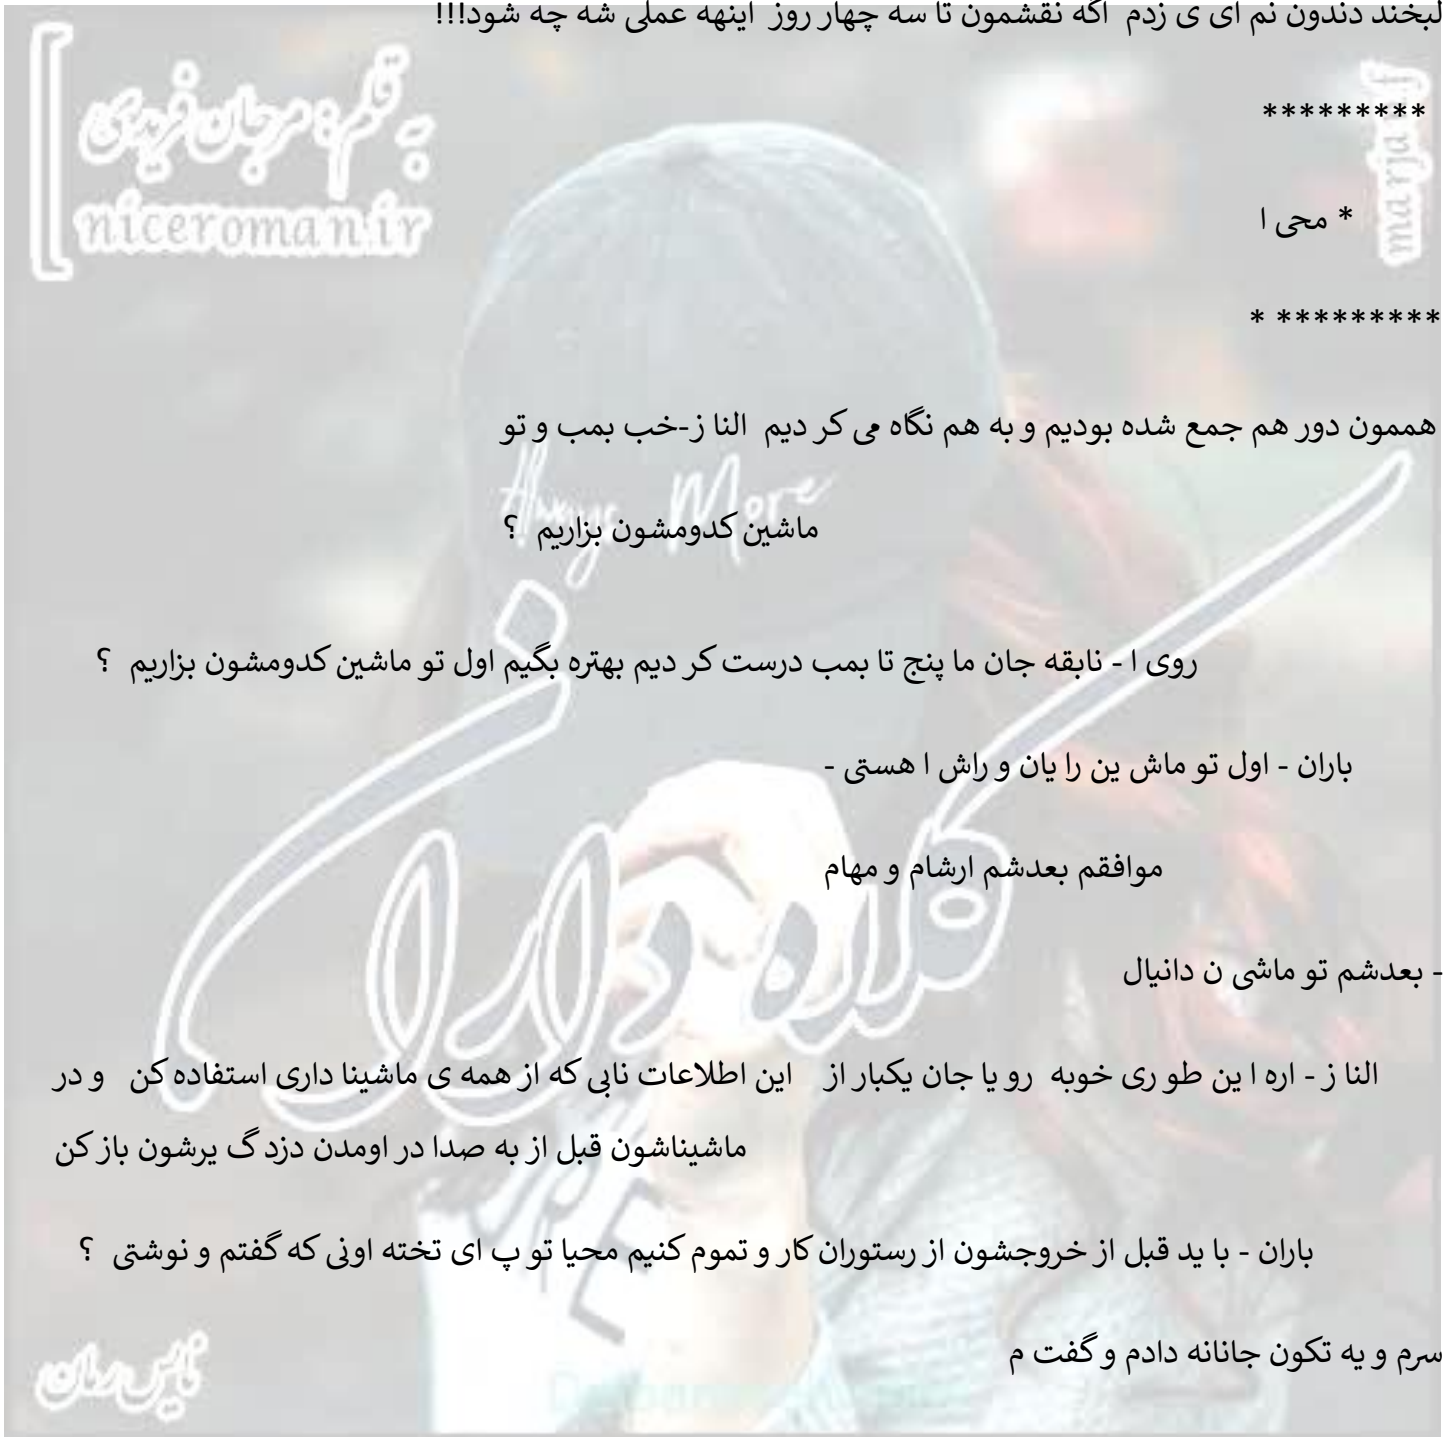 لبخند دندون نم ای ی زدم اگه نقشمون تا سه چهار روز اینهه عملی شه چه شود!!!
*********
به قلم: مرجان فریدی
niceroman.ir
* محی ا
********* *
هممون دور هم جمع شده بودیم و به هم نگاه می کر دیم النا ز-خب بمب و تو
ماشین کدومشون بزاریم ؟
Always More
روی ا - نابقه جان ما پنج تا بمب درست کر دیم بهتره بگیم اول تو ماشین کدومشون بزاریم ؟
باران - اول تو ماش ین را یان و راش ا هستی -
موافقم بعدشم ارشام و مهام
کلاه داران
- بعدشم تو ماشی ن دانیال
النا ز - اره ا ین طو ری خوبه رو یا جان یکبار از این اطلاعات نابی که از همه ی ماشینا داری استفاده کن و در
ماشیناشون قبل از به صدا در اومدن دزد گ یرشون باز کن
باران - با ید قبل از خروجشون از رستوران کار و تموم کنیم محیا تو پ ای تخته اونی که گفتم و نوشتی ؟
سرم و یه تکون جانانه دادم و گفت م
نایس رمان